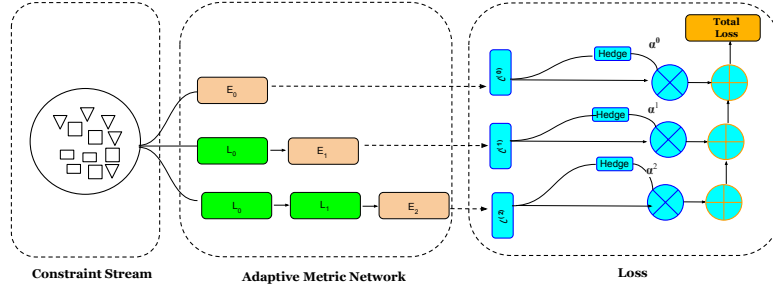 Total
Loss
Hedge
α⁰
ℒ⁽⁰⁾
E₀
Hedge
α¹
ℒ⁽¹⁾
L₀
E₁
Hedge
α²
ℒ⁽²⁾
L₀
L₁
E₂
Constraint Stream
Adaptive Metric Network
Loss